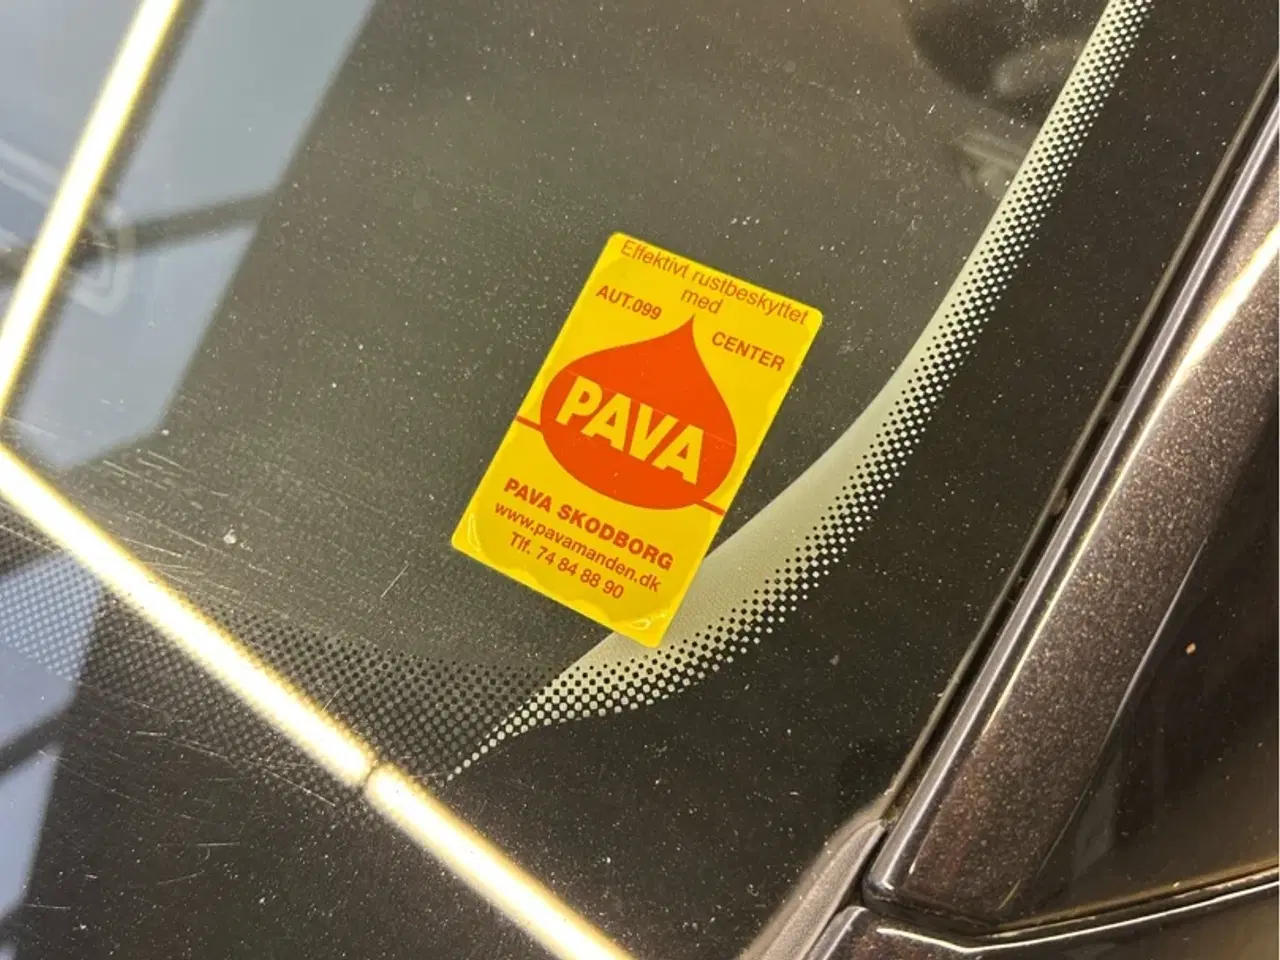 Effektivt rustbeskyttet
med
AUT.099 CENTER
PAVA
PAVA SKODBORG
www.pavamanden.dk
Tlf. 74 84 88 90